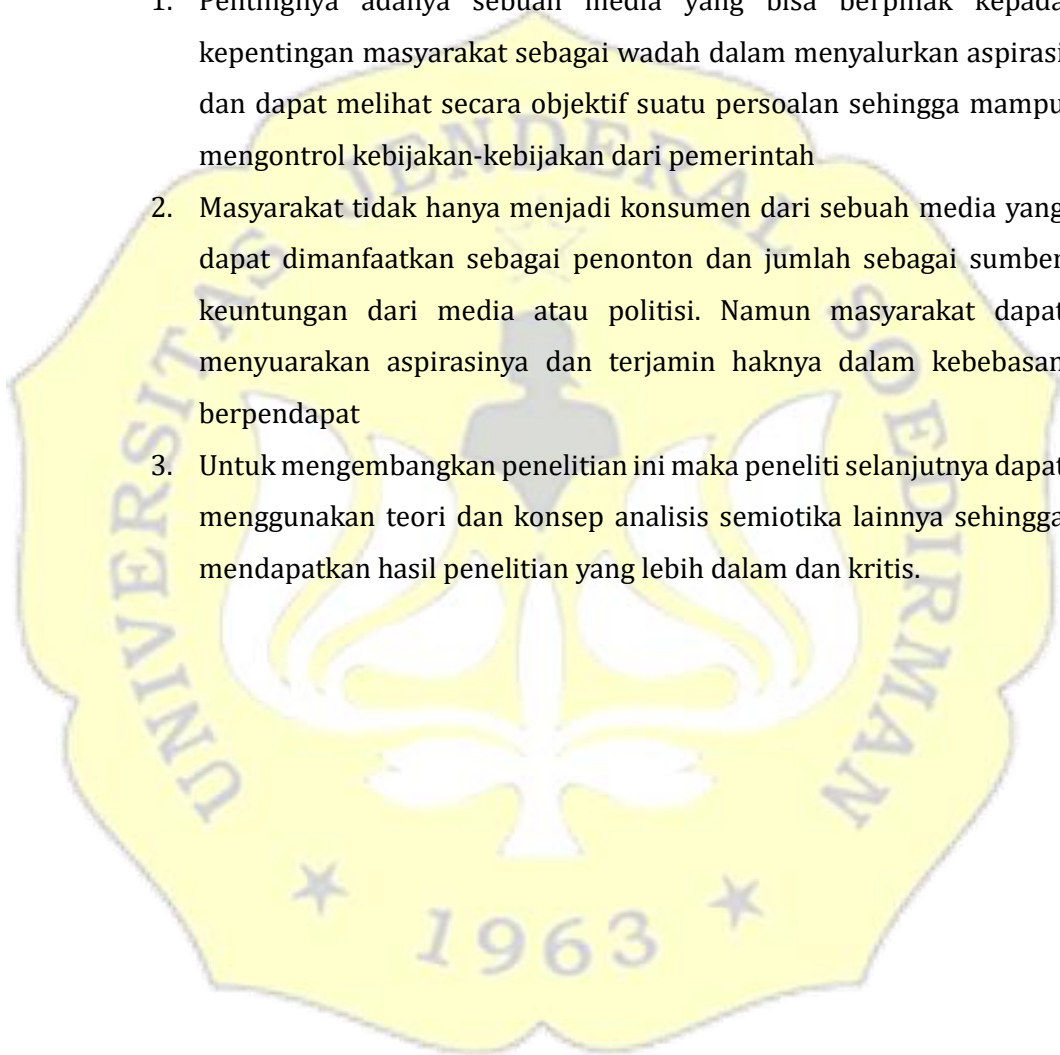 1. Pentingnya adanya sebuah media yang bisa berpihak kepada
kepentingan masyarakat sebagai wadah dalam menyalurkan aspirasi
dan dapat melihat secara objektif suatu persoalan sehingga mampu
mengontrol kebijakan-kebijakan dari pemerintah
2. Masyarakat tidak hanya menjadi konsumen dari sebuah media yang
dapat dimanfaatkan sebagai penonton dan jumlah sebagai sumber
keuntungan dari media atau politisi. Namun masyarakat dapat
menyuarakan aspirasinya dan terjamin haknya dalam kebebasan
berpendapat
3. Untuk mengembangkan penelitian ini maka peneliti selanjutnya dapat
menggunakan teori dan konsep analisis semiotika lainnya sehingga
mendapatkan hasil penelitian yang lebih dalam dan kritis.
UNIVERSITAS JENDERAL SOEDIRMAN
1963